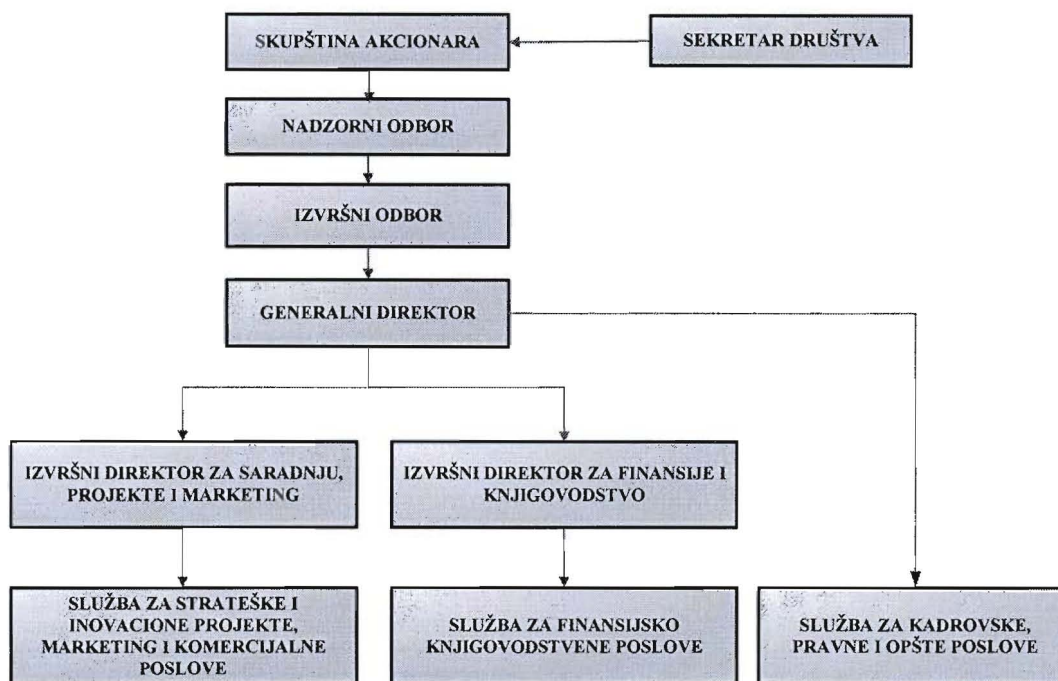 SKUPŠTINA AKCIONARA
SEKRETAR DRUŠTVA
NADZORNI ODBOR
IZVRŠNI ODBOR
GENERALNI DIREKTOR
IZVRŠNI DIREKTOR ZA SARADNJU,
PROJEKTE I MARKETING
IZVRŠNI DIREKTOR ZA FINANSIJE I
KNJIGOVODSTVO
SLUŽBA ZA STRATEŠKE I
INOVACIONE PROJEKTE,
MARKETING I KOMERCIJALNE
POSLOVE
SLUŽBA ZA FINANSIJSKO
KNJIGOVODSTVENE POSLOVE
SLUŽBA ZA KADROVSKE,
PRAVNE I OPŠTE POSLOVE